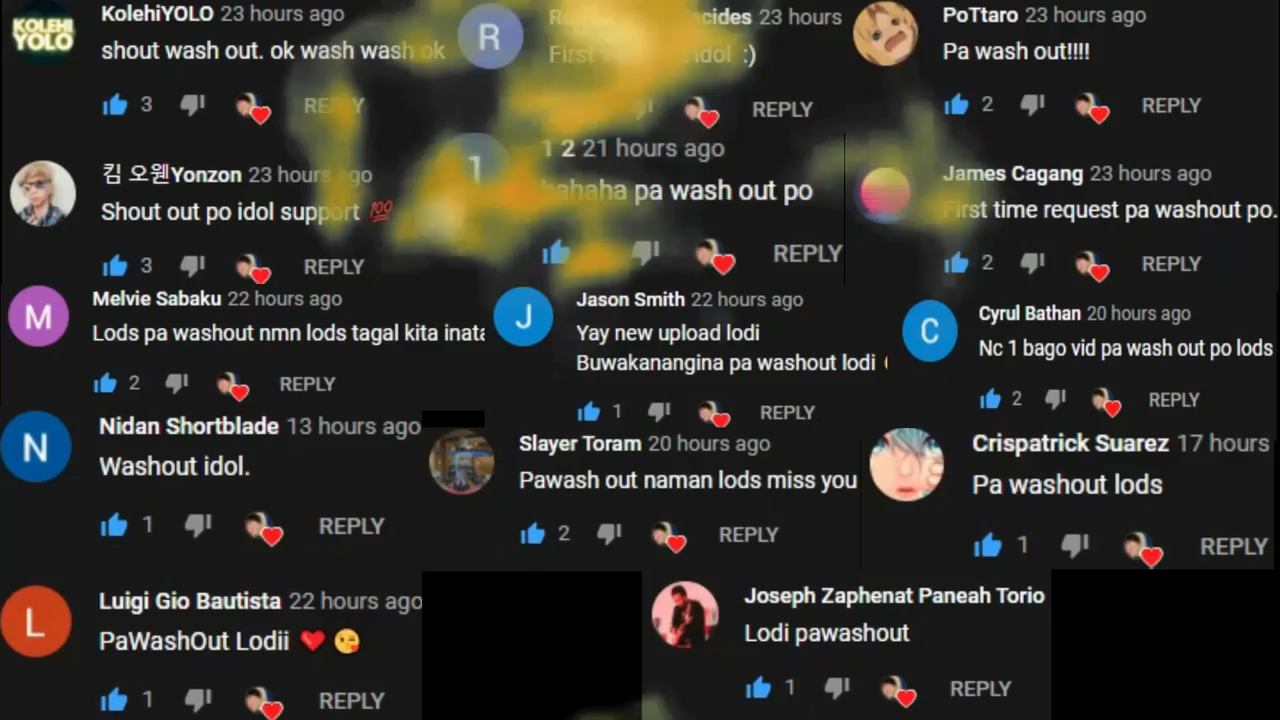 KOLEHI
YOLO
KolehiYOLO 23 hours ago
shout wash out. ok wash wash ok
3 REPLY
R
23 hours
First idol :)
REPLY
PoTtaro 23 hours ago
Pa wash out!!!!
2 REPLY
킴 오웬Yonzon 23 hours ago
Shout out po idol support 💯
3 REPLY
1
1 2 21 hours ago
hahaha pa wash out po
REPLY
James Cagang 23 hours ago
First time request pa washout po.
2 REPLY
M
Melvie Sabaku 22 hours ago
Lods pa washout nmn lods tagal kita inata
2 REPLY
J
Jason Smith 22 hours ago
Yay new upload lodi
Buwakanangina pa washout lodi
1 REPLY
C
Cyrul Bathan 20 hours ago
Nc 1 bago vid pa wash out po lods
2 REPLY
N
Nidan Shortblade 13 hours ago
Washout idol.
1 REPLY
Slayer Toram 20 hours ago
Pawash out naman lods miss you
2 REPLY
Crispatrick Suarez 17 hours
Pa washout lods
1 REPLY
L
Luigi Gio Bautista 22 hours ago
PaWashOut Lodii ❤️ 😘
1 REPLY
Joseph Zaphenat Paneah Torio
Lodi pawashout
1 REPLY